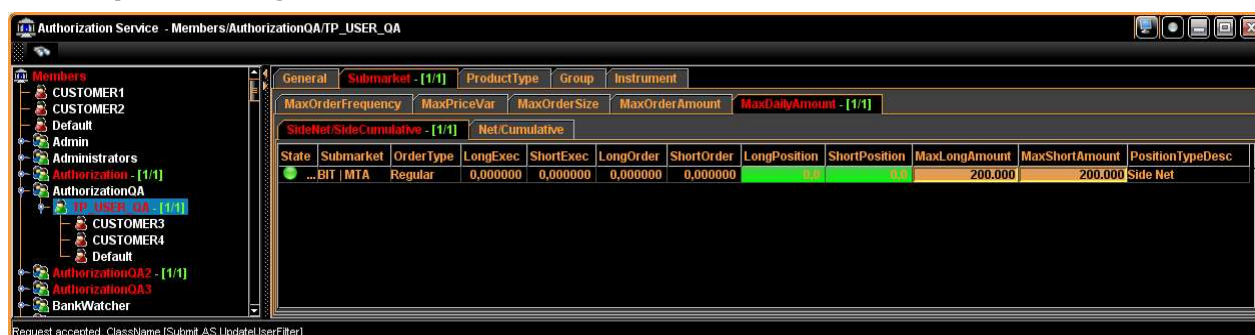 Authorization Service - Members/AuthorizationQA/TP_USER_QA
Members
CUSTOMER1
CUSTOMER2
Default
Admin
Administrators
Authorization - [1/1]
AuthorizationQA
TP_USER_QA - [1/1]
CUSTOMER3
CUSTOMER4
Default
AuthorizationQA2 - [1/1]
AuthorizationQA3
BankWatcher
General Submarket - [1/1] ProductType Group Instrument
MaxOrderFrequency MaxPriceVar MaxOrderSize MaxOrderAmount MaxDailyAmount - [1/1]
SideNet/SideCumulative - [1/1] Net/Cumulative
State Submarket OrderType LongExec ShortExec LongOrder ShortOrder LongPosition ShortPosition MaxLongAmount MaxShortAmount PositionTypeDesc
...BIT | MTA Regular 0,000000 0,000000 0,000000 0,000000 0,0 0,0 200.000 200.000 Side Net
Request accepted. ClassName [Submit AS UpdateUserFilter]